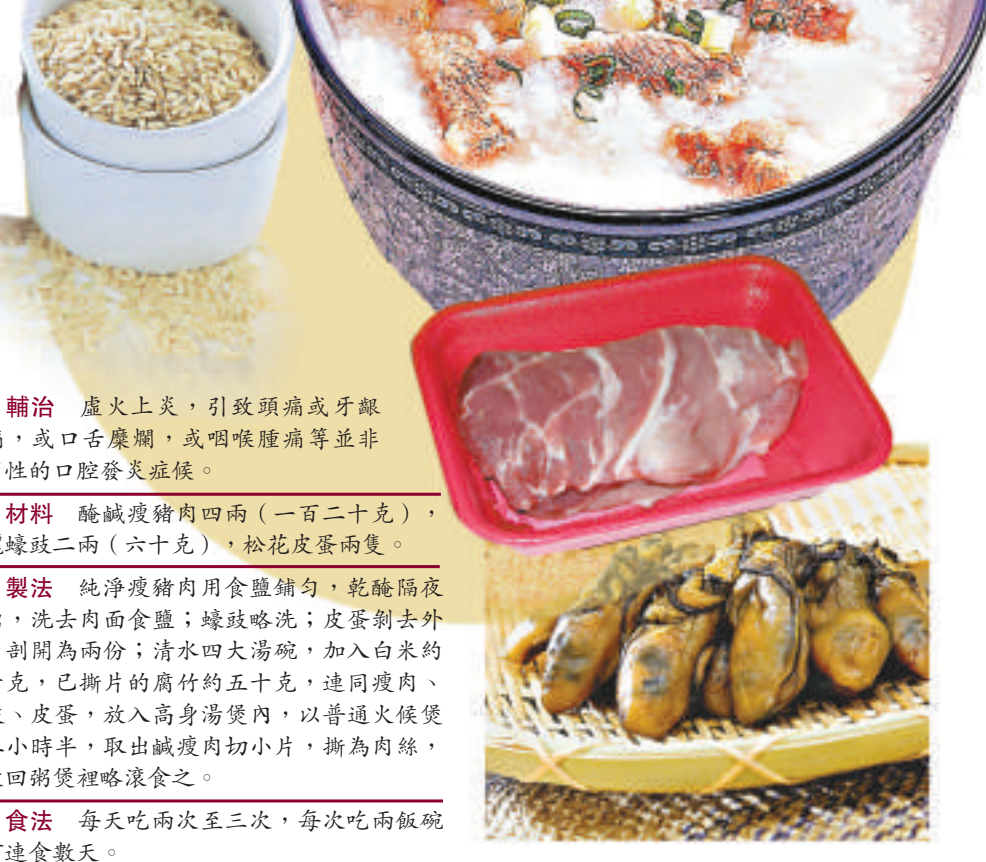 輔治　虛火上炎，引致頭痛或牙齦
，或口舌糜爛，或咽喉腫痛等並非
性的口腔發炎症候。
材料　醃鹹瘦豬肉四兩（一百二十克），
蠔豉二兩（六十克），松花皮蛋兩隻。
製法　純淨瘦豬肉用食鹽鋪勻，乾醃隔夜
，洗去肉面食鹽；蠔豉略洗；皮蛋剝去外
剖開為兩份；清水四大湯碗，加入白米約
克，已撕片的腐竹約五十克，連同瘦肉、
、皮蛋，放入高身湯煲內，以普通火候煲
小時半，取出鹹瘦肉切小片，撕為肉絲，
回粥煲裡略滾食之。
食法　每天吃兩次至三次，每次吃兩飯碗
連食數天。